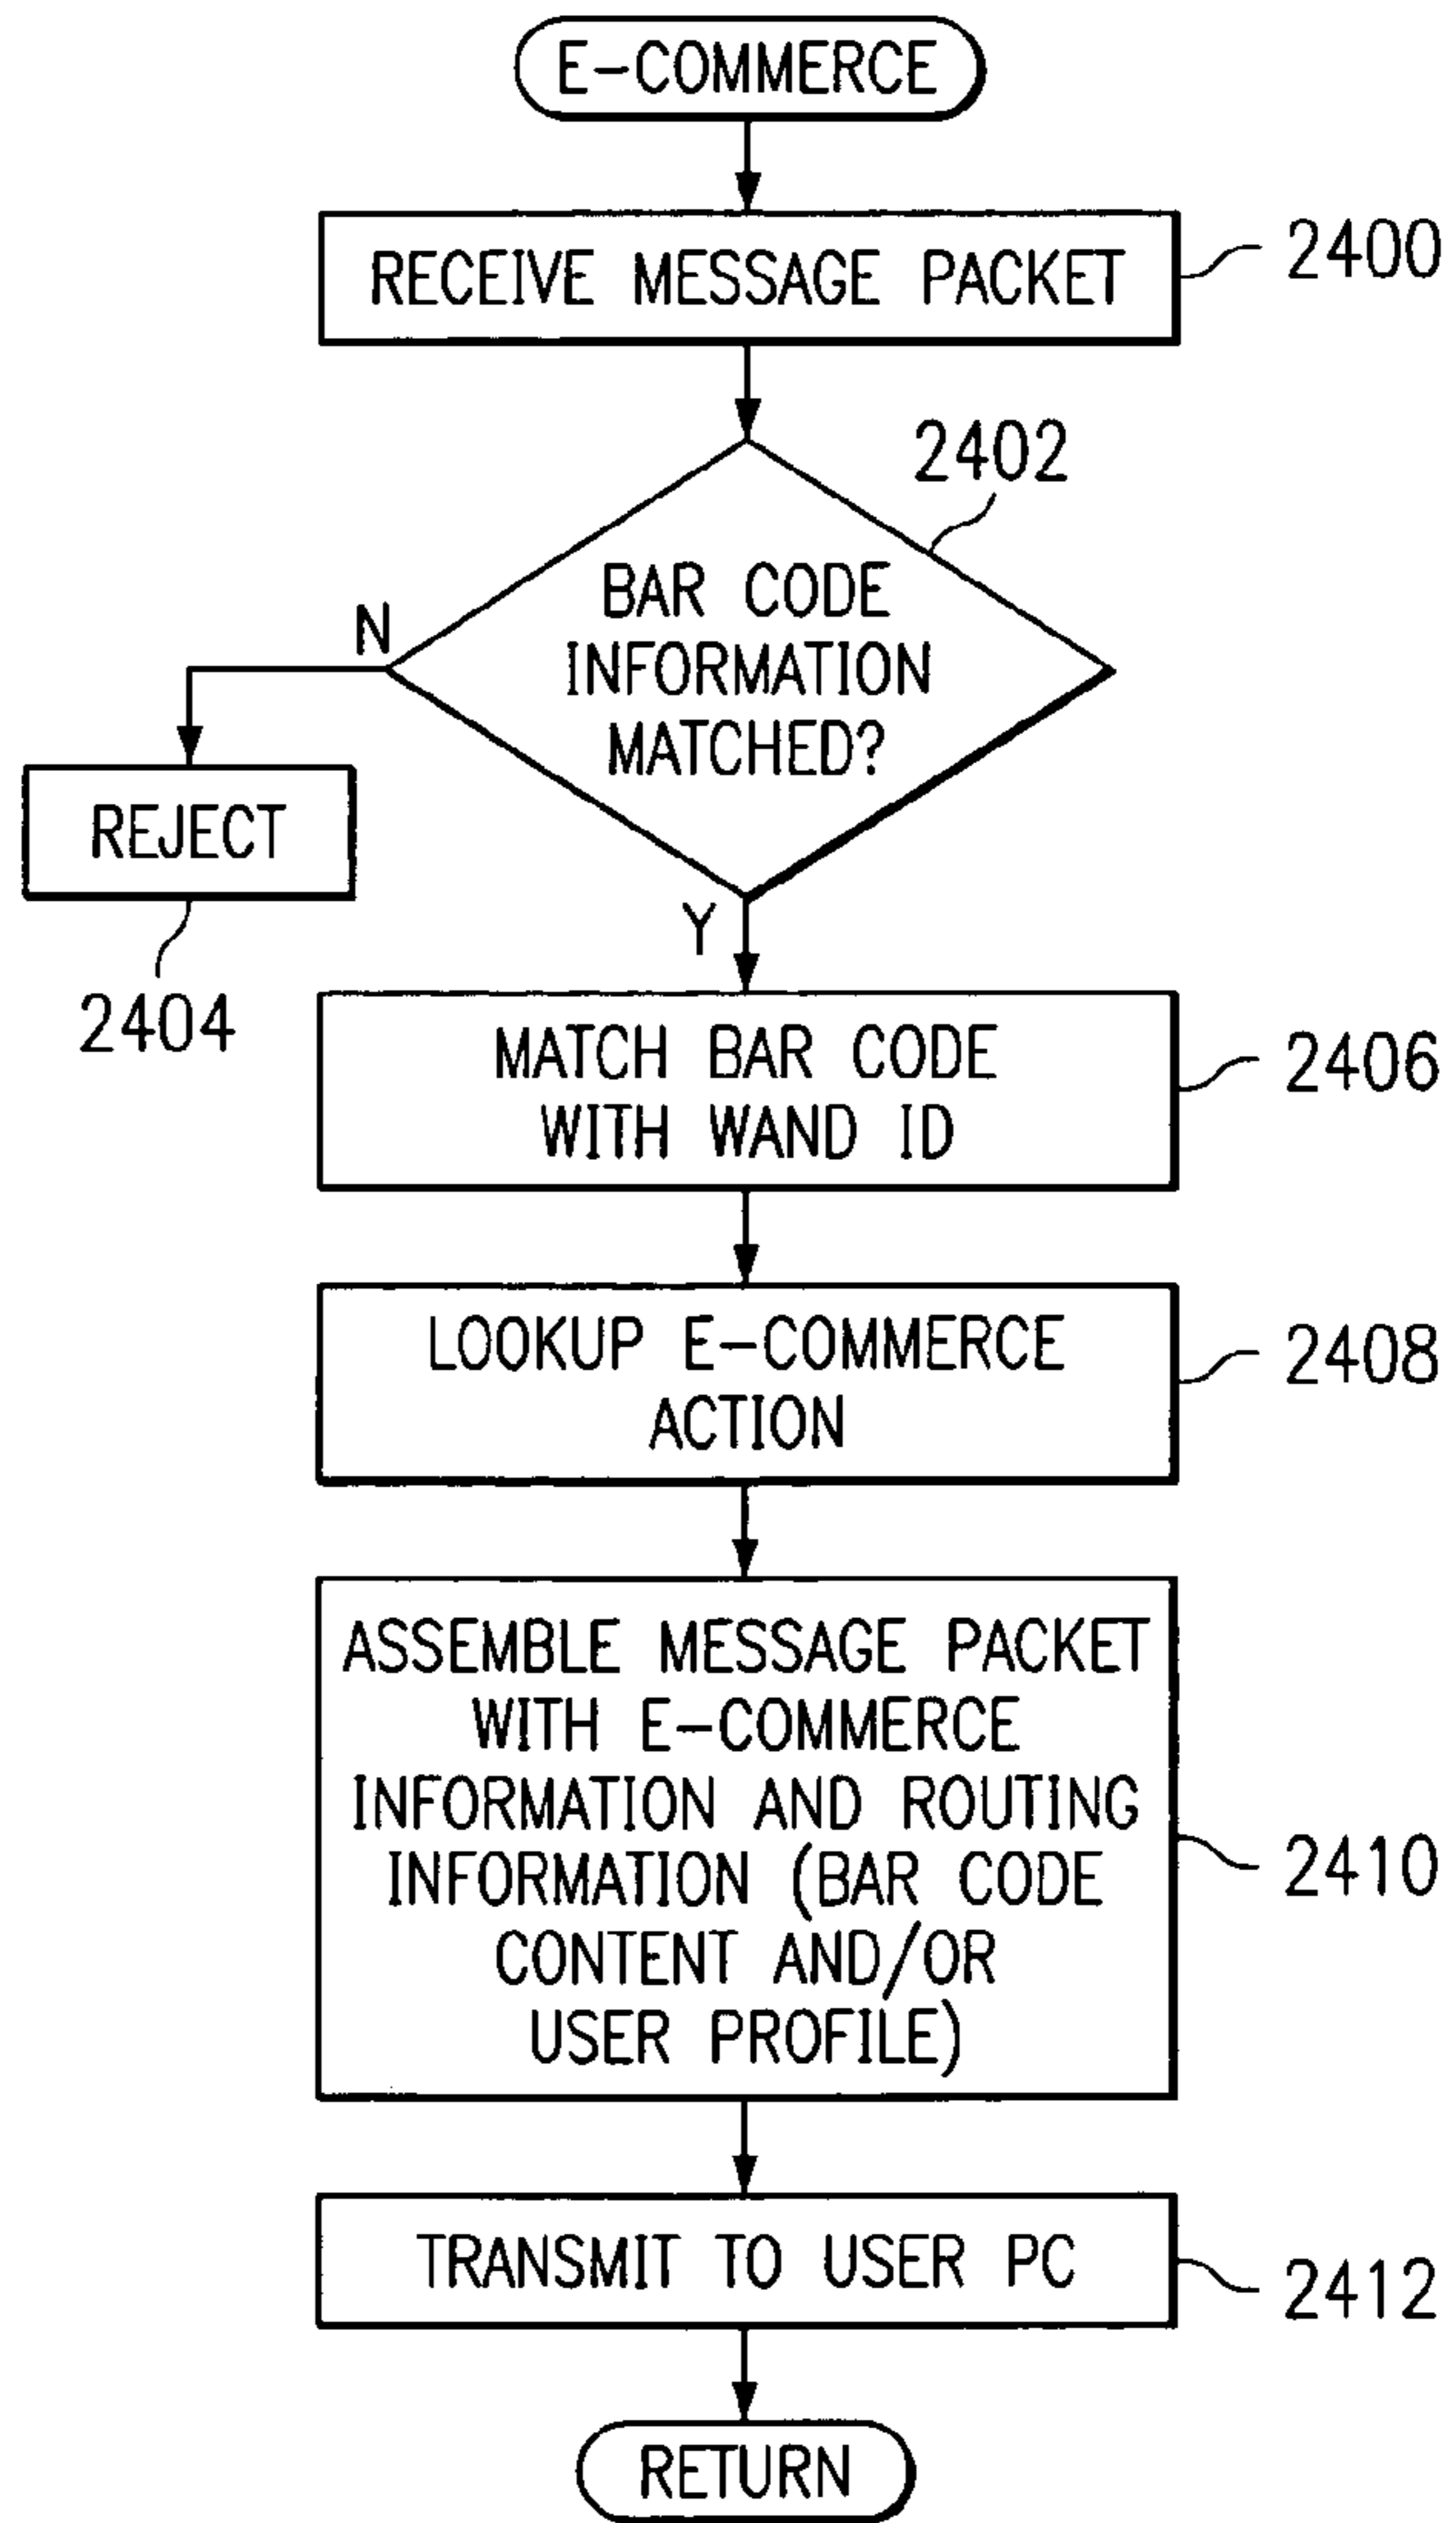 E-COMMERCE
RECEIVE MESSAGE PACKET
2400
2402
BAR CODE
INFORMATION
MATCHED?
N
REJECT
2404
Y
MATCH BAR CODE
WITH WAND ID
2406
LOOKUP E-COMMERCE
ACTION
2408
ASSEMBLE MESSAGE PACKET
WITH E-COMMERCE
INFORMATION AND ROUTING
INFORMATION (BAR CODE
CONTENT AND/OR
USER PROFILE)
2410
TRANSMIT TO USER PC
2412
RETURN